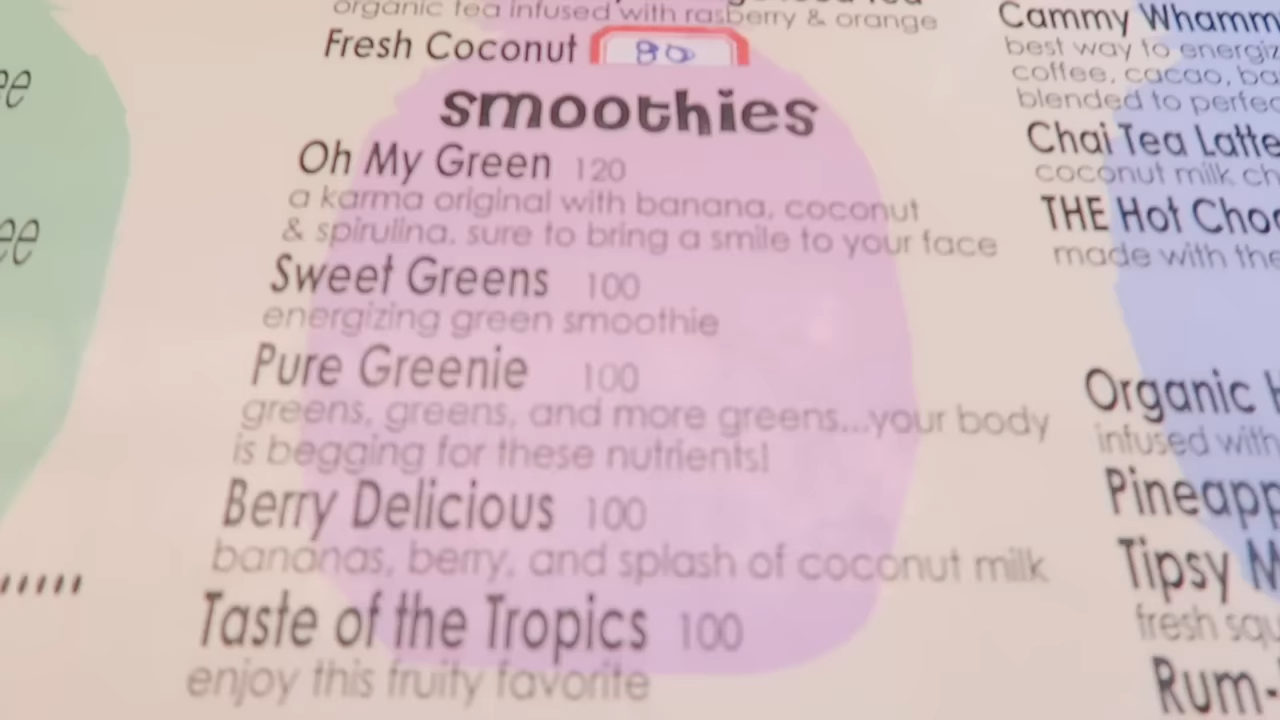 organic tea infused with rasberry & orange
Fresh Coconut 80
smoothies
Oh My Green 120
a karma original with banana, coconut
& spirulina. sure to bring a smile to your face
Sweet Greens 100
energizing green smoothie
Pure Greenie 100
greens, greens, and more greens...your body
is begging for these nutrients!
Berry Delicious 100
bananas, berry, and splash of coconut milk
Taste of the Tropics 100
enjoy this fruity favorite
Cammy Whamm
best way to energiz
coffee, cacao, ba
blended to perfec
Chai Tea Latte
coconut milk ch
THE Hot Choc
made with the
Organic H
infused with
Pineapp
Tipsy M
fresh squ
Rum-